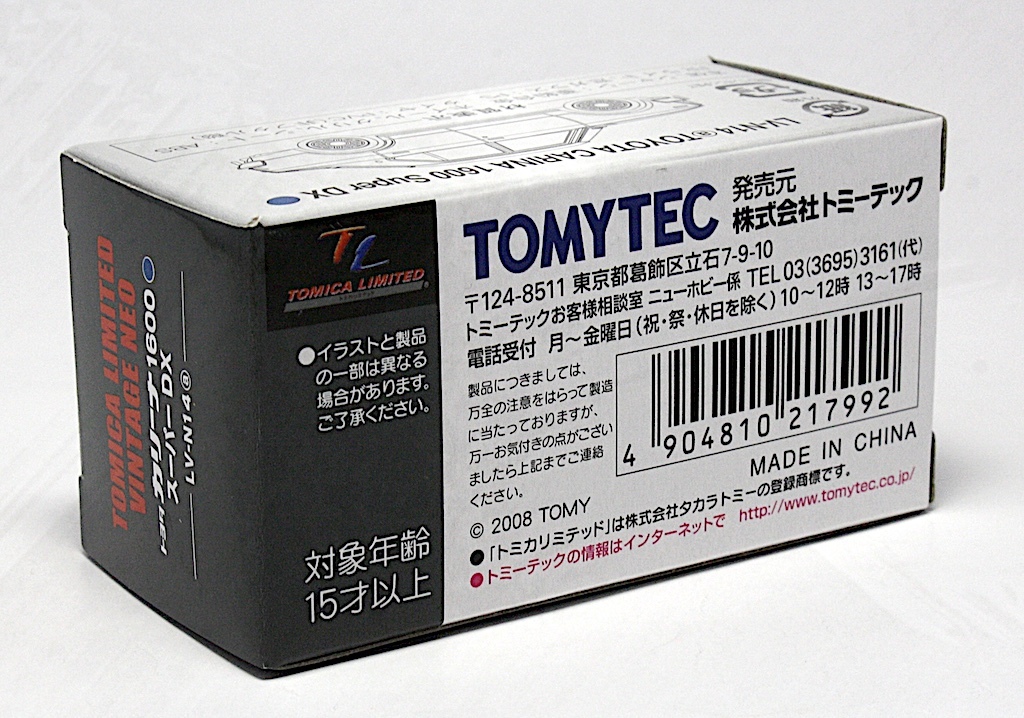 LV-N14ⓐTOYOTA CARINA 1600 Super DX
TOMICA LIMITED
VINTAGE NEO
トヨタ カリーナ1600
スーパーDX
LV-N14ⓐ
TL
TOMICA LIMITED
●イラストと製品
の一部は異なる
場合があります。
ご了承ください。
対象年齢
15才以上
TOMYTEC
発売元
株式会社トミーテック
〒124-8511 東京都葛飾区立石7-9-10
トミーテックお客様相談室 ニューホビー係 TEL 03(3695)3161(代)
電話受付 月〜金曜日(祝・祭・休日を除く)10〜12時 13〜17時
製品につきましては、
万全の注意をはらって製造
に当たっておりますが、
万一お気付きの点がござい
ましたら上記までご連絡
ください。
4 904810 217992
MADE IN CHINA
© 2008 TOMY
●「トミカリミテッド」は株式会社タカラトミーの登録商標です。
●トミーテックの情報はインターネットで http://www.tomytec.co.jp/